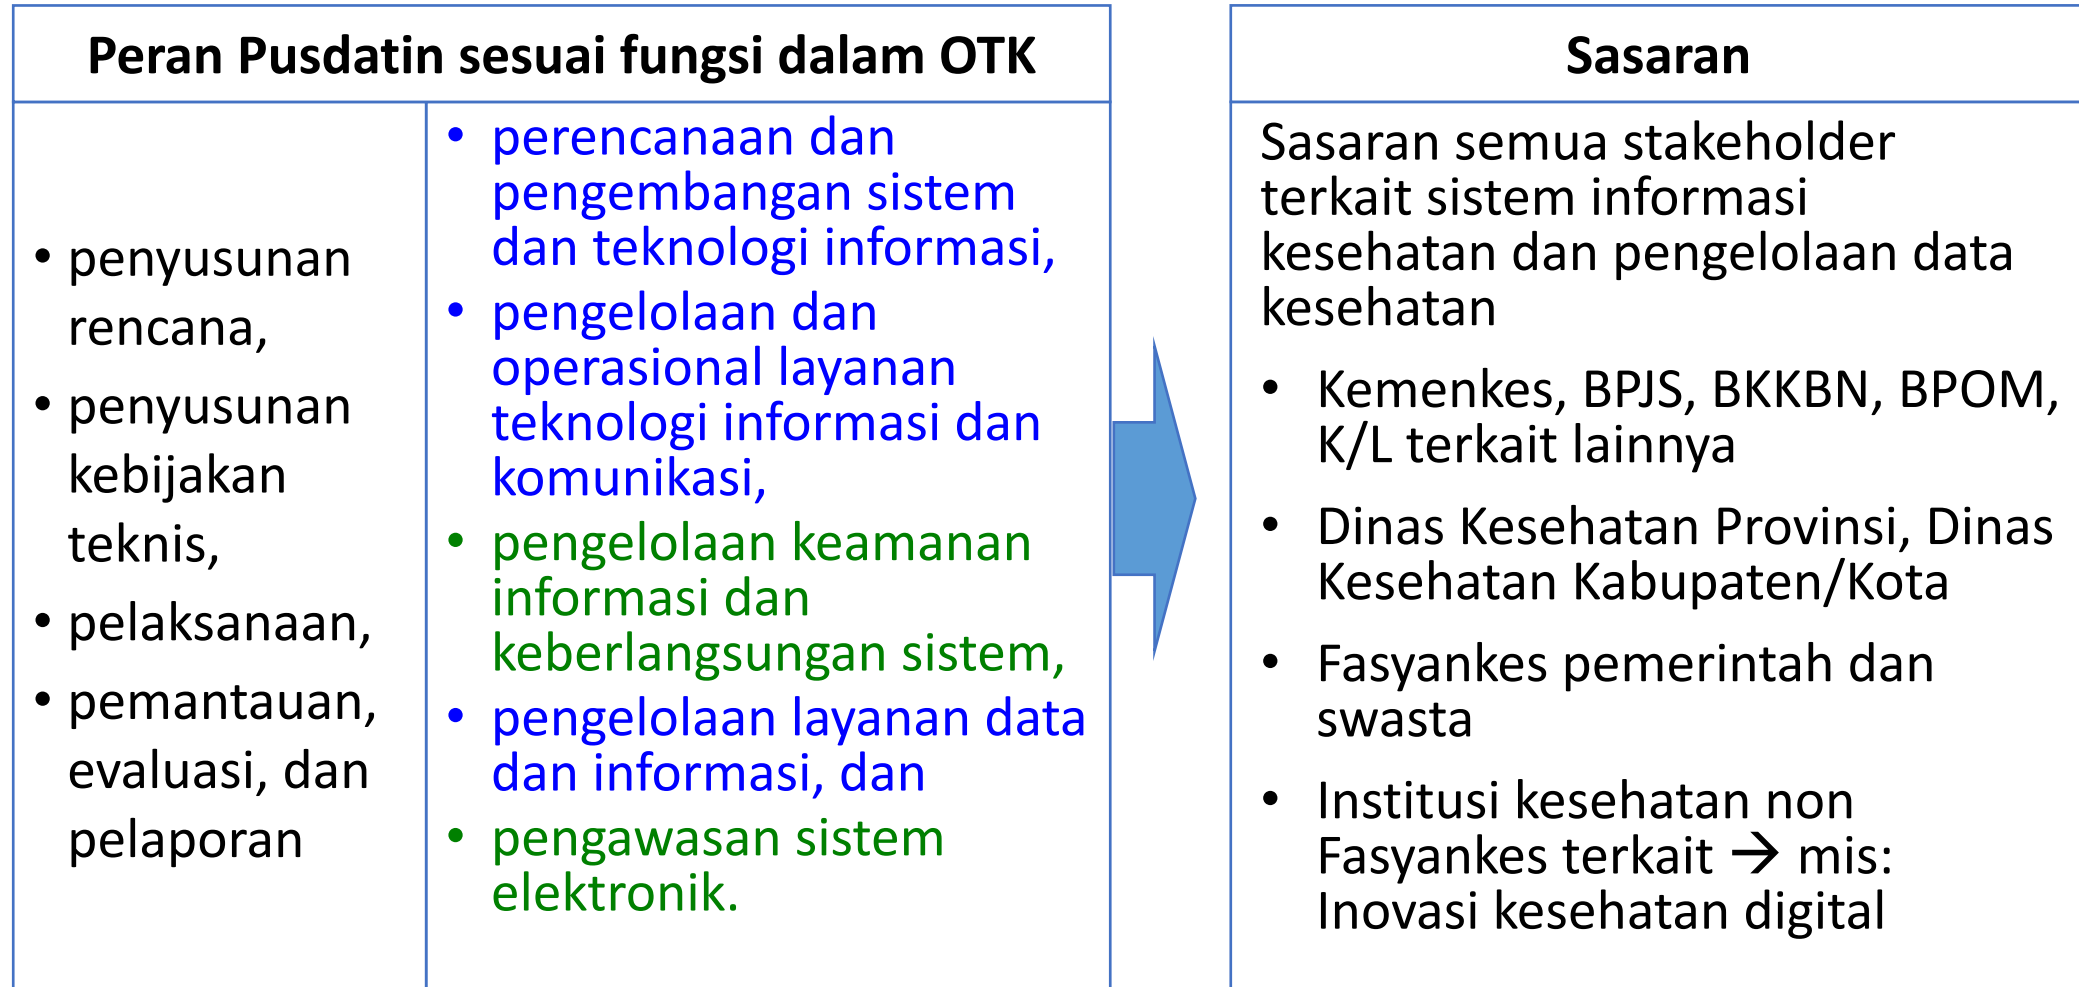 Peran Pusdatin sesuai fungsi dalam OTK
• penyusunan
rencana,
• penyusunan
kebijakan
teknis,
• pelaksanaan,
• pemantauan,
evaluasi, dan
pelaporan
• perencanaan dan
pengembangan sistem
dan teknologi informasi,
• pengelolaan dan
operasional layanan
teknologi informasi dan
komunikasi,
• pengelolaan keamanan
informasi dan
keberlangsungan sistem,
• pengelolaan layanan data
dan informasi, dan
• pengawasan sistem
elektronik.
Sasaran
Sasaran semua stakeholder
terkait sistem informasi
kesehatan dan pengelolaan data
kesehatan
• Kemenkes, BPJS, BKKBN, BPOM,
K/L terkait lainnya
• Dinas Kesehatan Provinsi, Dinas
Kesehatan Kabupaten/Kota
• Fasyankes pemerintah dan
swasta
• Institusi kesehatan non
Fasyankes terkait → mis:
Inovasi kesehatan digital